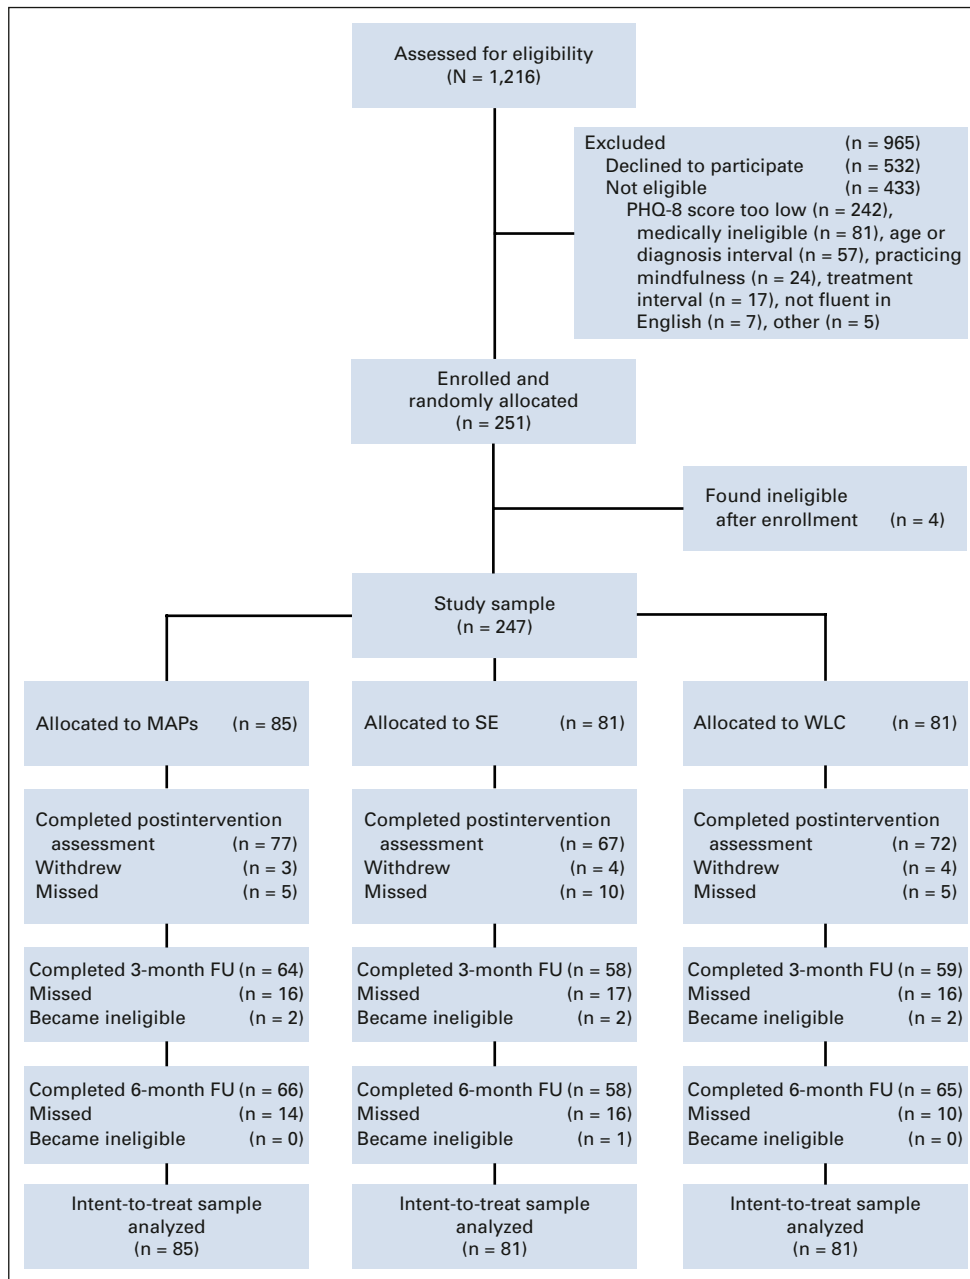 Assessed for eligibility
(N = 1,216)
Excluded (n = 965)
Declined to participate (n = 532)
Not eligible (n = 433)
PHQ-8 score too low (n = 242),
medically ineligible (n = 81), age or
diagnosis interval (n = 57), practicing
mindfulness (n = 24), treatment
interval (n = 17), not fluent in
English (n = 7), other (n = 5)
Enrolled and
randomly allocated
(n = 251)
Found ineligible
after enrollment (n = 4)
Study sample
(n = 247)
Allocated to MAPs (n = 85)
Completed postintervention
assessment (n = 77)
Withdrew (n = 3)
Missed (n = 5)
Completed 3-month FU (n = 64)
Missed (n = 16)
Became ineligible (n = 2)
Completed 6-month FU (n = 66)
Missed (n = 14)
Became ineligible (n = 0)
Intent-to-treat sample
analyzed
(n = 85)
Allocated to SE (n = 81)
Completed postintervention
assessment (n = 67)
Withdrew (n = 4)
Missed (n = 10)
Completed 3-month FU (n = 58)
Missed (n = 17)
Became ineligible (n = 2)
Completed 6-month FU (n = 58)
Missed (n = 16)
Became ineligible (n = 1)
Intent-to-treat sample
analyzed
(n = 81)
Allocated to WLC (n = 81)
Completed postintervention
assessment (n = 72)
Withdrew (n = 4)
Missed (n = 5)
Completed 3-month FU (n = 59)
Missed (n = 16)
Became ineligible (n = 2)
Completed 6-month FU (n = 65)
Missed (n = 10)
Became ineligible (n = 0)
Intent-to-treat sample
analyzed
(n = 81)